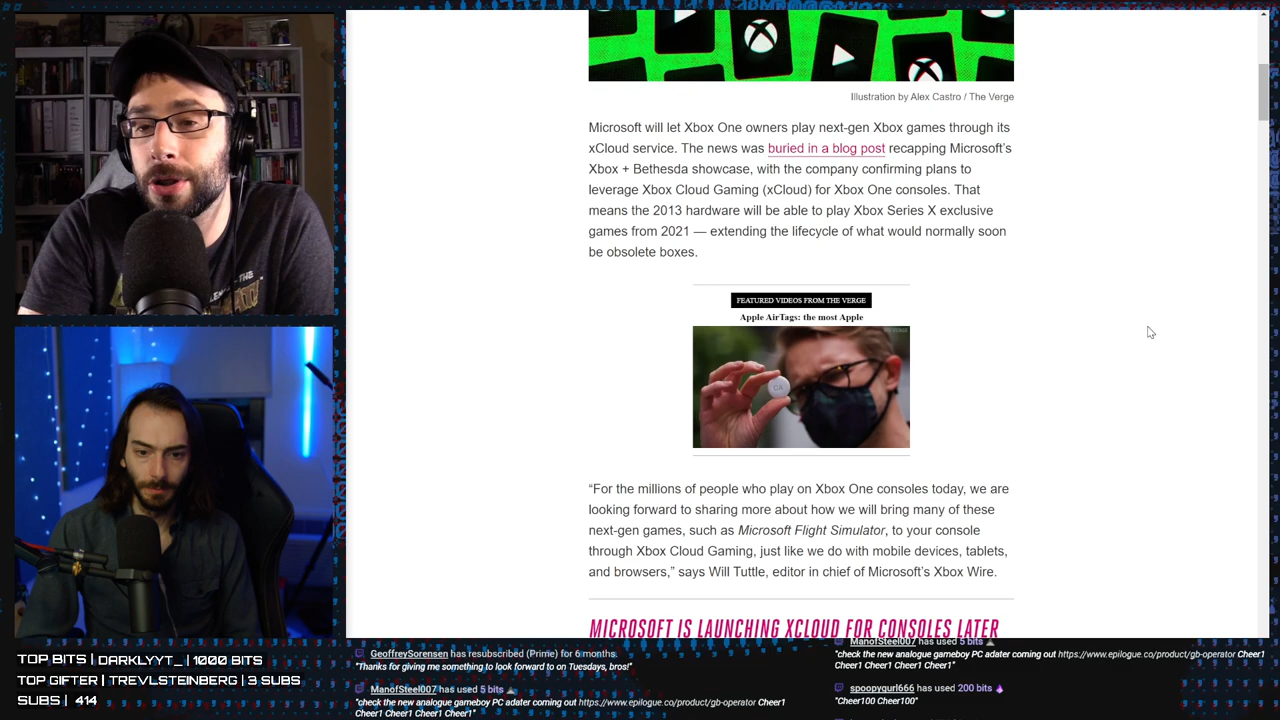 Illustration by Alex Castro / The Verge
Microsoft will let Xbox One owners play next-gen Xbox games through its
xCloud service. The news was buried in a blog post recapping Microsoft's
Xbox + Bethesda showcase, with the company confirming plans to
leverage Xbox Cloud Gaming (xCloud) for Xbox One consoles. That
means the 2013 hardware will be able to play Xbox Series X exclusive
games from 2021 — extending the lifecycle of what would normally soon
be obsolete boxes.
FEATURED VIDEOS FROM THE VERGE
Apple AirTags: the most Apple
“For the millions of people who play on Xbox One consoles today, we are
looking forward to sharing more about how we will bring many of these
next-gen games, such as Microsoft Flight Simulator, to your console
through Xbox Cloud Gaming, just like we do with mobile devices, tablets,
and browsers,” says Will Tuttle, editor in chief of Microsoft's Xbox Wire.
MICROSOFT IS LAUNCHING XCLOUD FOR CONSOLES LATER
TOP BITS | DARKLYYT_ | 1000 BITS
TOP GIFTER | TREVLSTEINBERG | 3 SUBS
SUBS | 414
GeoffreySorensen has resubscribed (Prime) for 6 months.
"Thanks for giving me something to look forward to on Tuesdays, bros!"
ManofSteel007 has used 5 bits
"check the new analogue gameboy PC adater coming out https://www.epilogue.co/product/gb-operator Cheer1
Cheer1 Cheer1 Cheer1 Cheer1"
ManofSteel007 has used 5 bits
"check the new analogue gameboy PC adater coming out https://www.epilogue.co/product/gb-operator Cheer1
Cheer1 Cheer1 Cheer1 Cheer1"
spoopygurl666 has used 200 bits
"Cheer100 Cheer100"